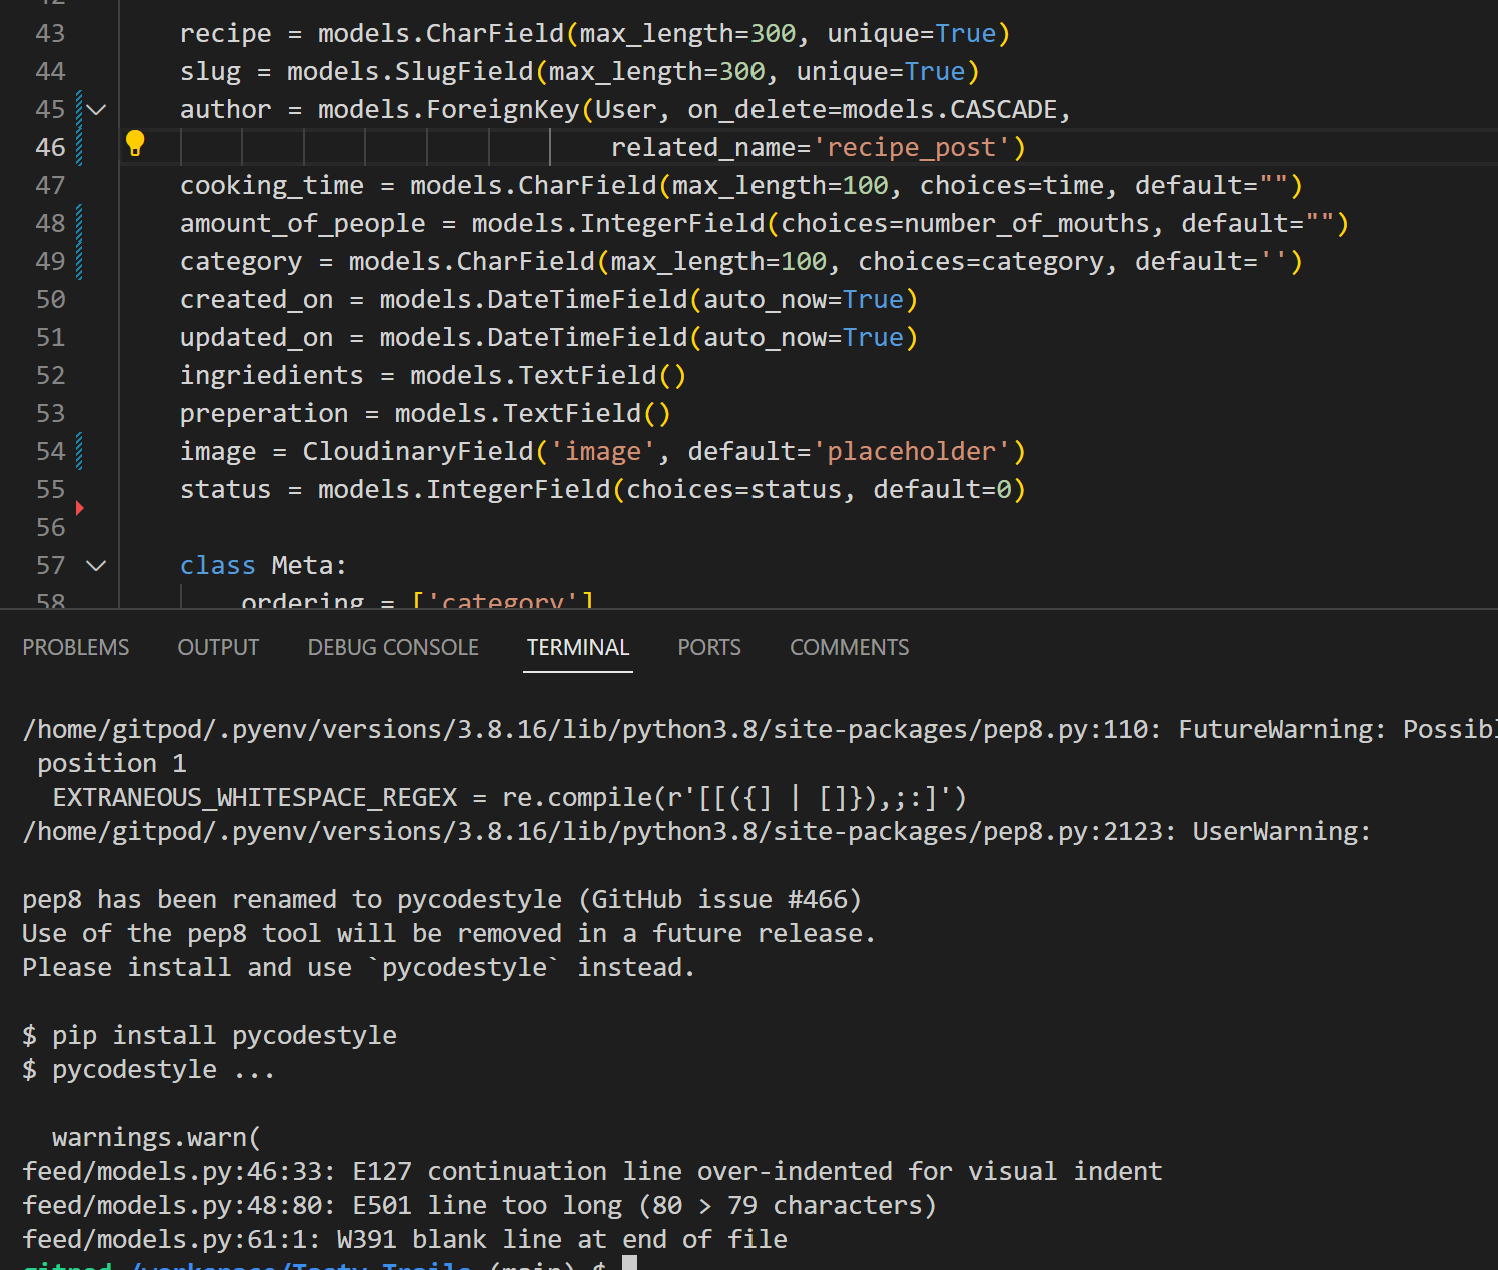 42
43 recipe = models.CharField(max_length=300, unique=True)
44 slug = models.SlugField(max_length=300, unique=True)
45 author = models.ForeignKey(User, on_delete=models.CASCADE,
46 related_name='recipe_post')
47 cooking_time = models.CharField(max_length=100, choices=time, default="")
48 amount_of_people = models.IntegerField(choices=number_of_mouths, default="")
49 category = models.CharField(max_length=100, choices=category, default='')
50 created_on = models.DateTimeField(auto_now=True)
51 updated_on = models.DateTimeField(auto_now=True)
52 ingriedients = models.TextField()
53 preperation = models.TextField()
54 image = CloudinaryField('image', default='placeholder')
55 status = models.IntegerField(choices=status, default=0)
56
57 class Meta:
58 ordering = ['category']
PROBLEMS OUTPUT DEBUG CONSOLE TERMINAL PORTS COMMENTS
/home/gitpod/.pyenv/versions/3.8.16/lib/python3.8/site-packages/pep8.py:110: FutureWarning: Possibl
position 1
EXTRANEOUS_WHITESPACE_REGEX = re.compile(r'[[({] | []}),;:]')
/home/gitpod/.pyenv/versions/3.8.16/lib/python3.8/site-packages/pep8.py:2123: UserWarning:
pep8 has been renamed to pycodestyle (GitHub issue #466)
Use of the pep8 tool will be removed in a future release.
Please install and use `pycodestyle` instead.
$ pip install pycodestyle
$ pycodestyle ...
warnings.warn(
feed/models.py:46:33: E127 continuation line over-indented for visual indent
feed/models.py:48:80: E501 line too long (80 > 79 characters)
feed/models.py:61:1: W391 blank line at end of file
gitpod /workspace/Tasty-Trails (main) $